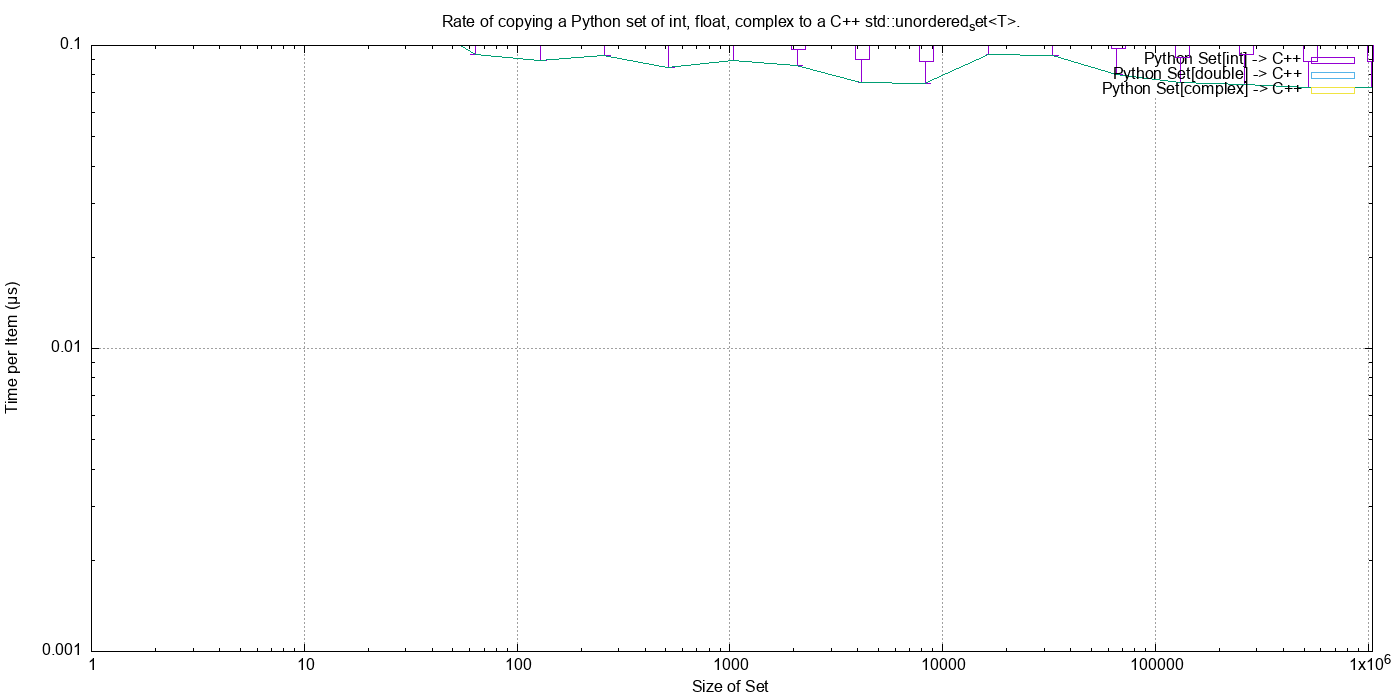 Rate of copying a Python set of int, float, complex to a C++ std::unordered_set<T>.
0.1
0.01
0.001
Time per Item (µs)
Python Set[int] -> C++
Python Set[double] -> C++
Python Set[complex] -> C++
1 10 100 1000 10000 100000 1x10^6
Size of Set